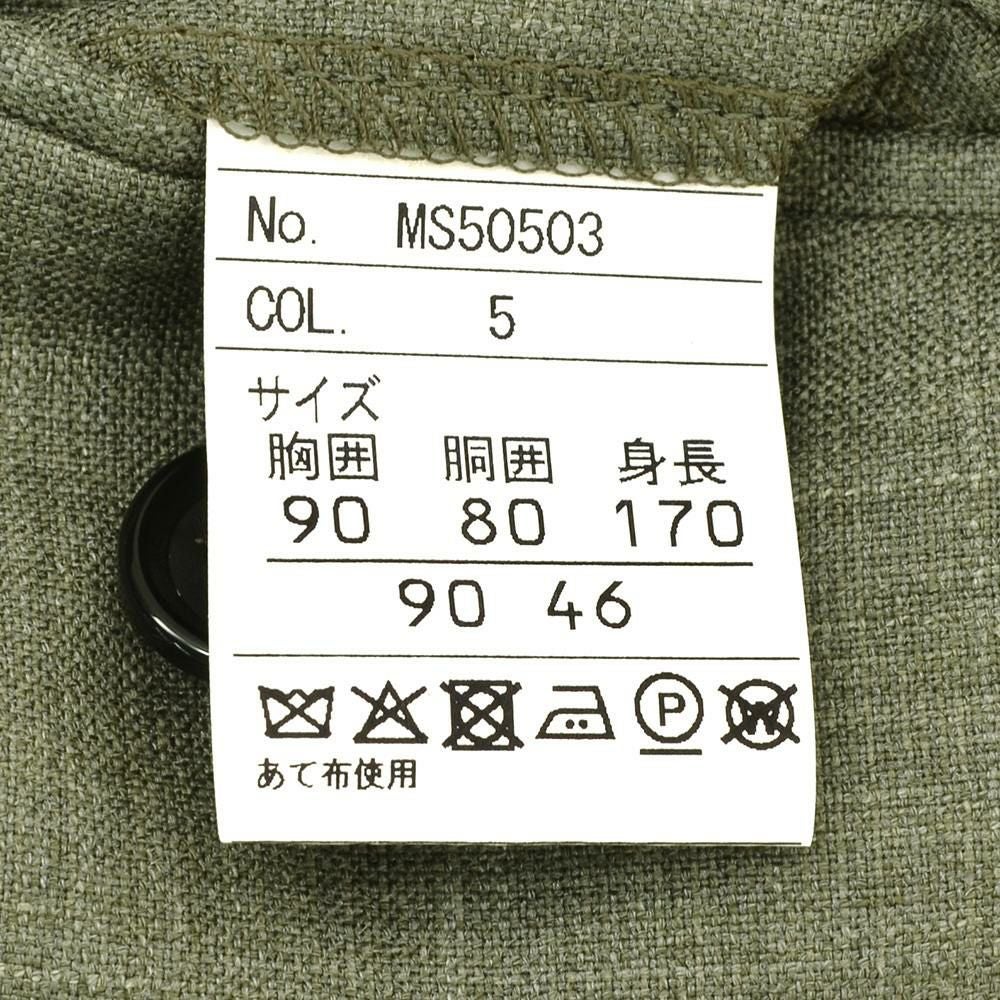 No. MS50503
COL. 5
サイズ
胸囲 胴囲 身長
90 80 170
90 46
P W
あて布使用